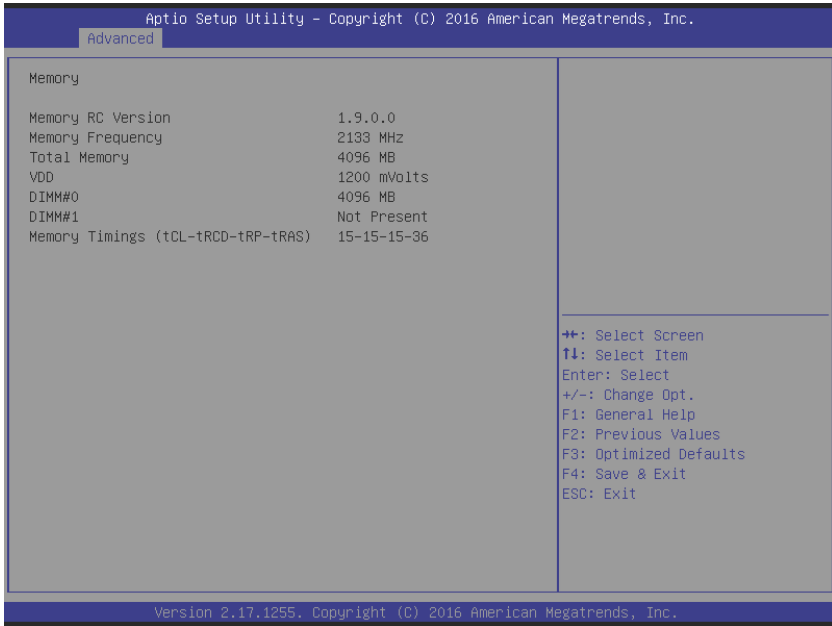 Aptio Setup Utility – Copyright (C) 2016 American Megatrends, Inc.
Advanced
Memory
Memory RC Version 1.9.0.0
Memory Frequency 2133 MHz
Total Memory 4096 MB
VDD 1200 mVolts
DIMM#0 4096 MB
DIMM#1 Not Present
Memory Timings (tCL-tRCD-tRP-tRAS) 15-15-15-36
→←: Select Screen
↑↓: Select Item
Enter: Select
+/-: Change Opt.
F1: General Help
F2: Previous Values
F3: Optimized Defaults
F4: Save & Exit
ESC: Exit
Version 2.17.1255. Copyright (C) 2016 American Megatrends, Inc.